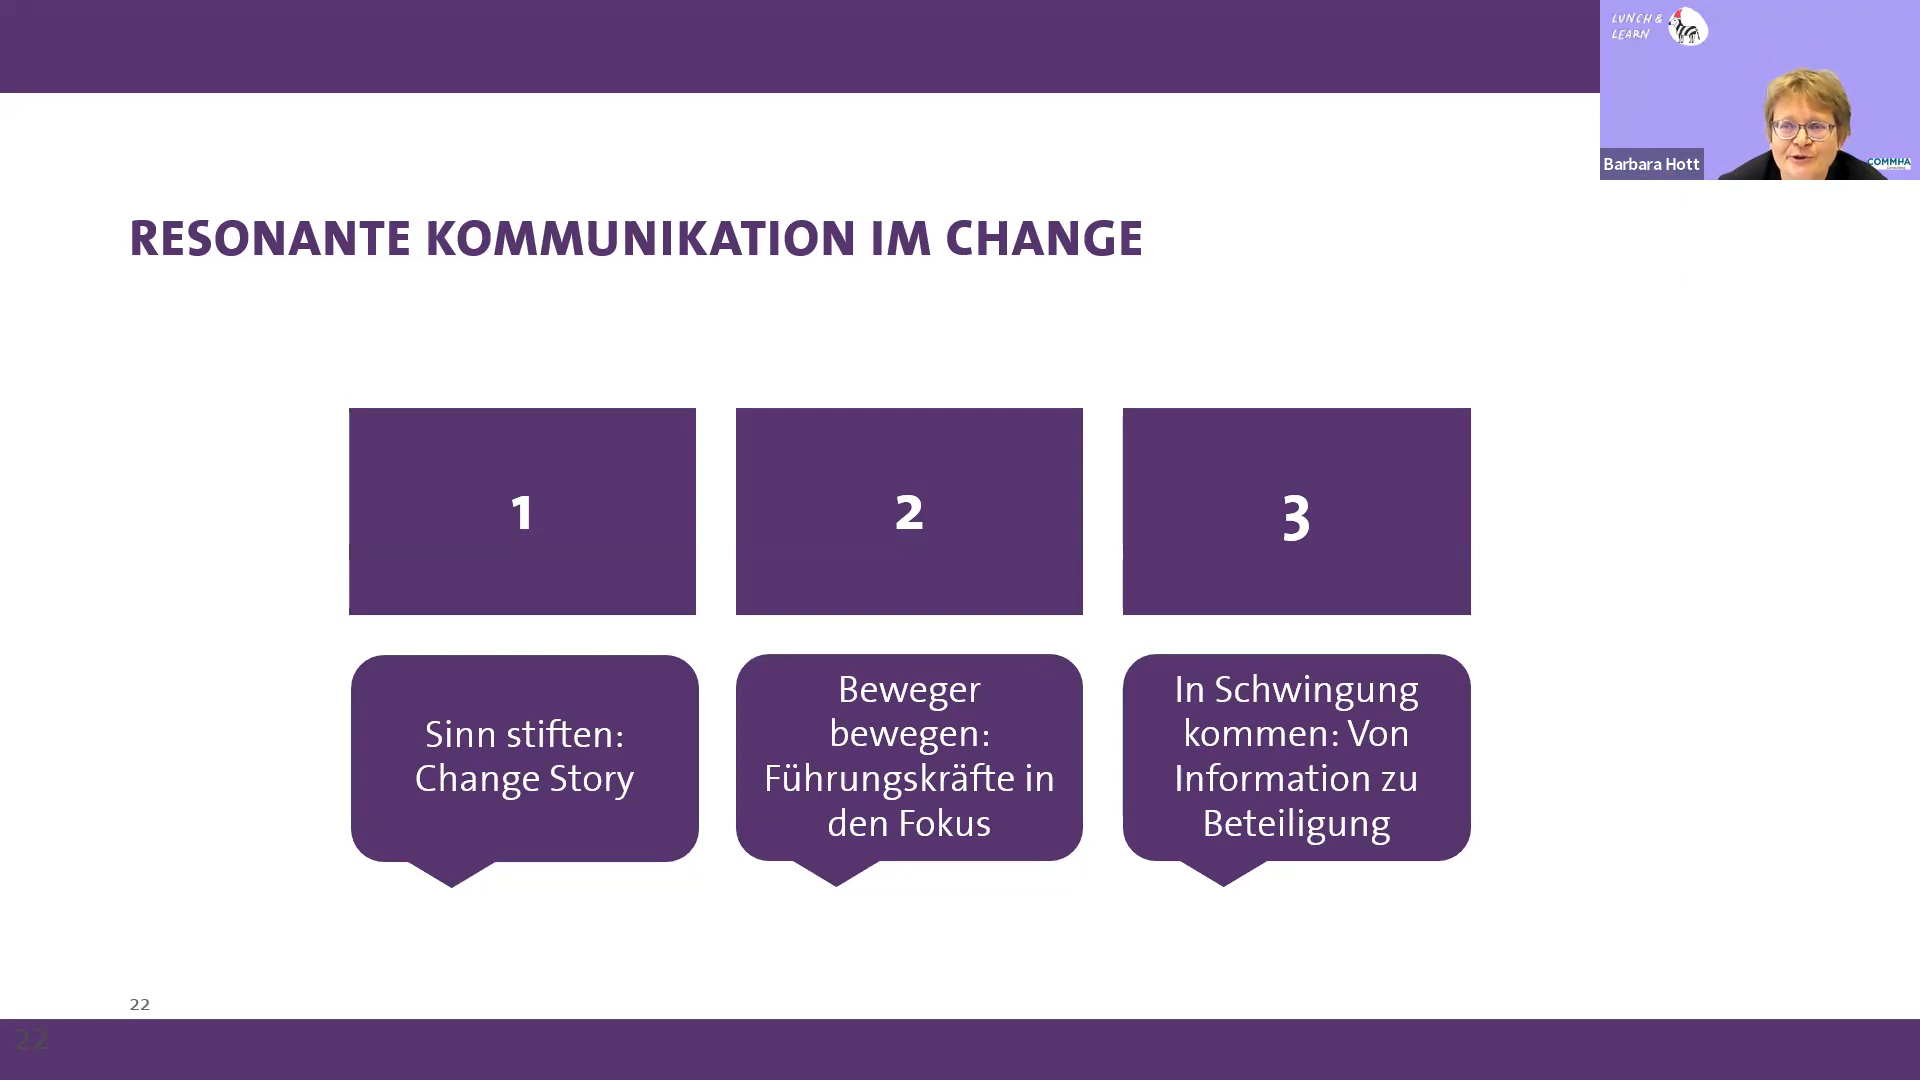 LUNCH &
LEARN
Barbara Hott
COMMHA
RESONANTE KOMMUNIKATION IM CHANGE
1
2
3
Sinn stiften:
Change Story
Beweger
bewegen:
Führungskräfte in
den Fokus
In Schwingung
kommen: Von
Information zu
Beteiligung
22
22